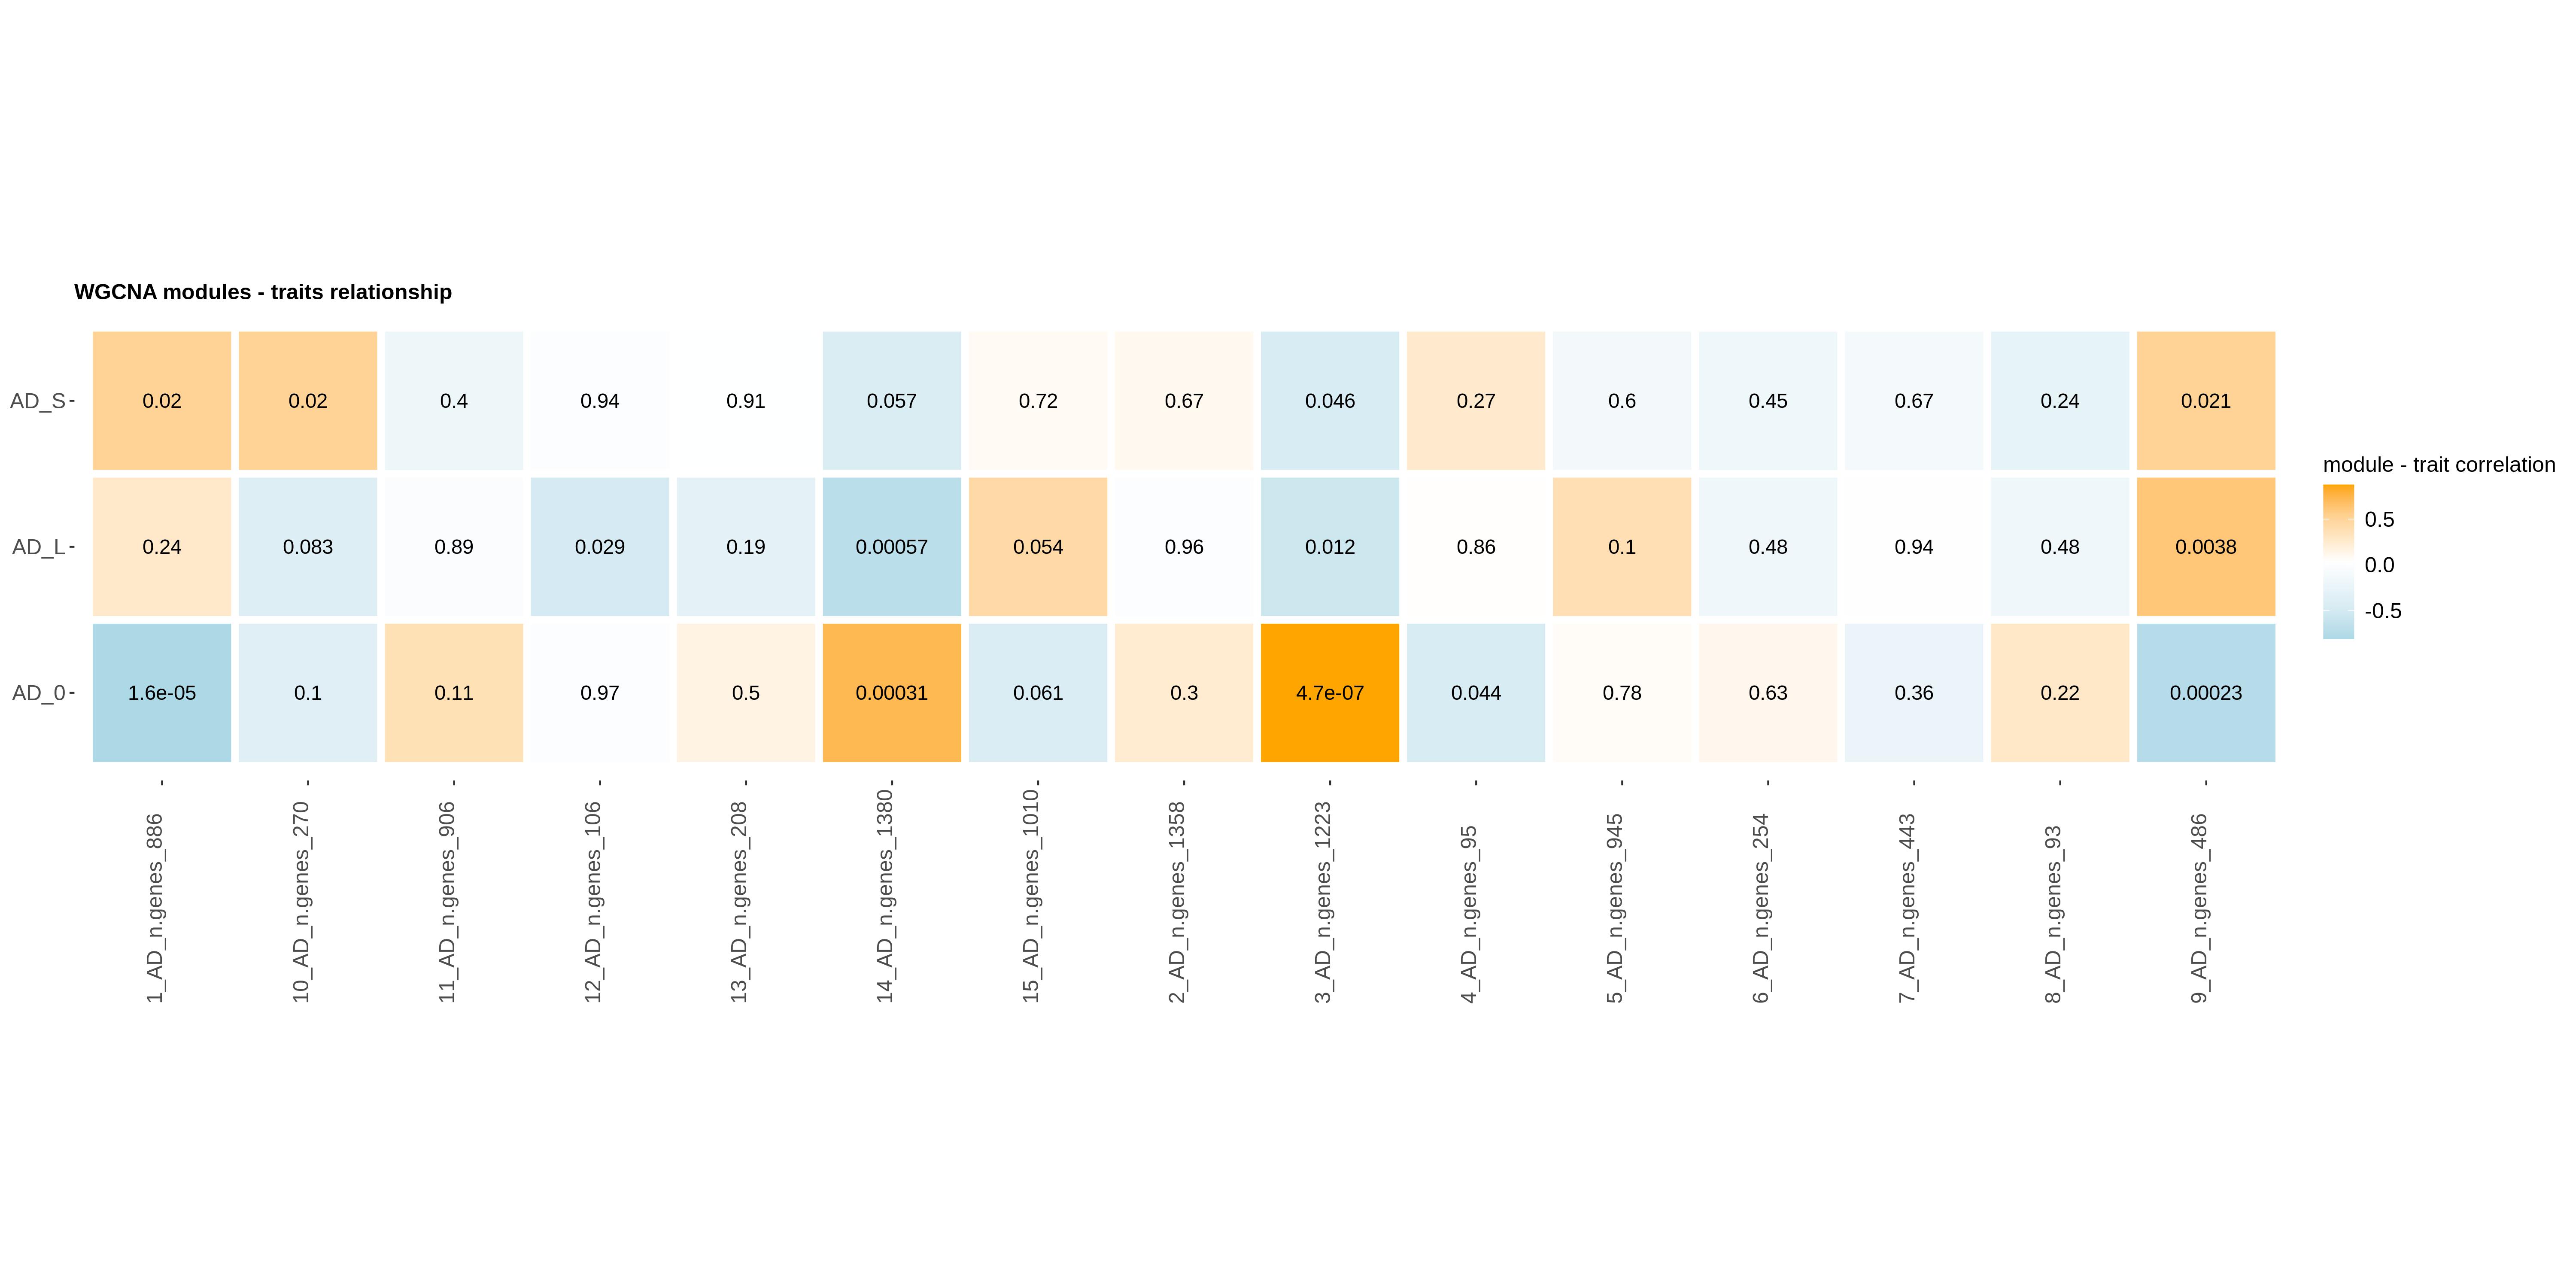 WGCNA modules - traits relationship
AD_S 0.02 0.02 0.4 0.94 0.91 0.057 0.72 0.67 0.046 0.27 0.6 0.45 0.67 0.24 0.021
AD_L 0.24 0.083 0.89 0.029 0.19 0.00057 0.054 0.96 0.012 0.86 0.1 0.48 0.94 0.48 0.0038
AD_0 1.6e-05 0.1 0.11 0.97 0.5 0.00031 0.061 0.3 4.7e-07 0.044 0.78 0.63 0.36 0.22 0.00023
1_AD_n.genes_886
10_AD_n.genes_270
11_AD_n.genes_906
12_AD_n.genes_106
13_AD_n.genes_208
14_AD_n.genes_1380
15_AD_n.genes_1010
2_AD_n.genes_1358
3_AD_n.genes_1223
4_AD_n.genes_95
5_AD_n.genes_945
6_AD_n.genes_254
7_AD_n.genes_443
8_AD_n.genes_93
9_AD_n.genes_486
module - trait correlation
0.5
0.0
-0.5